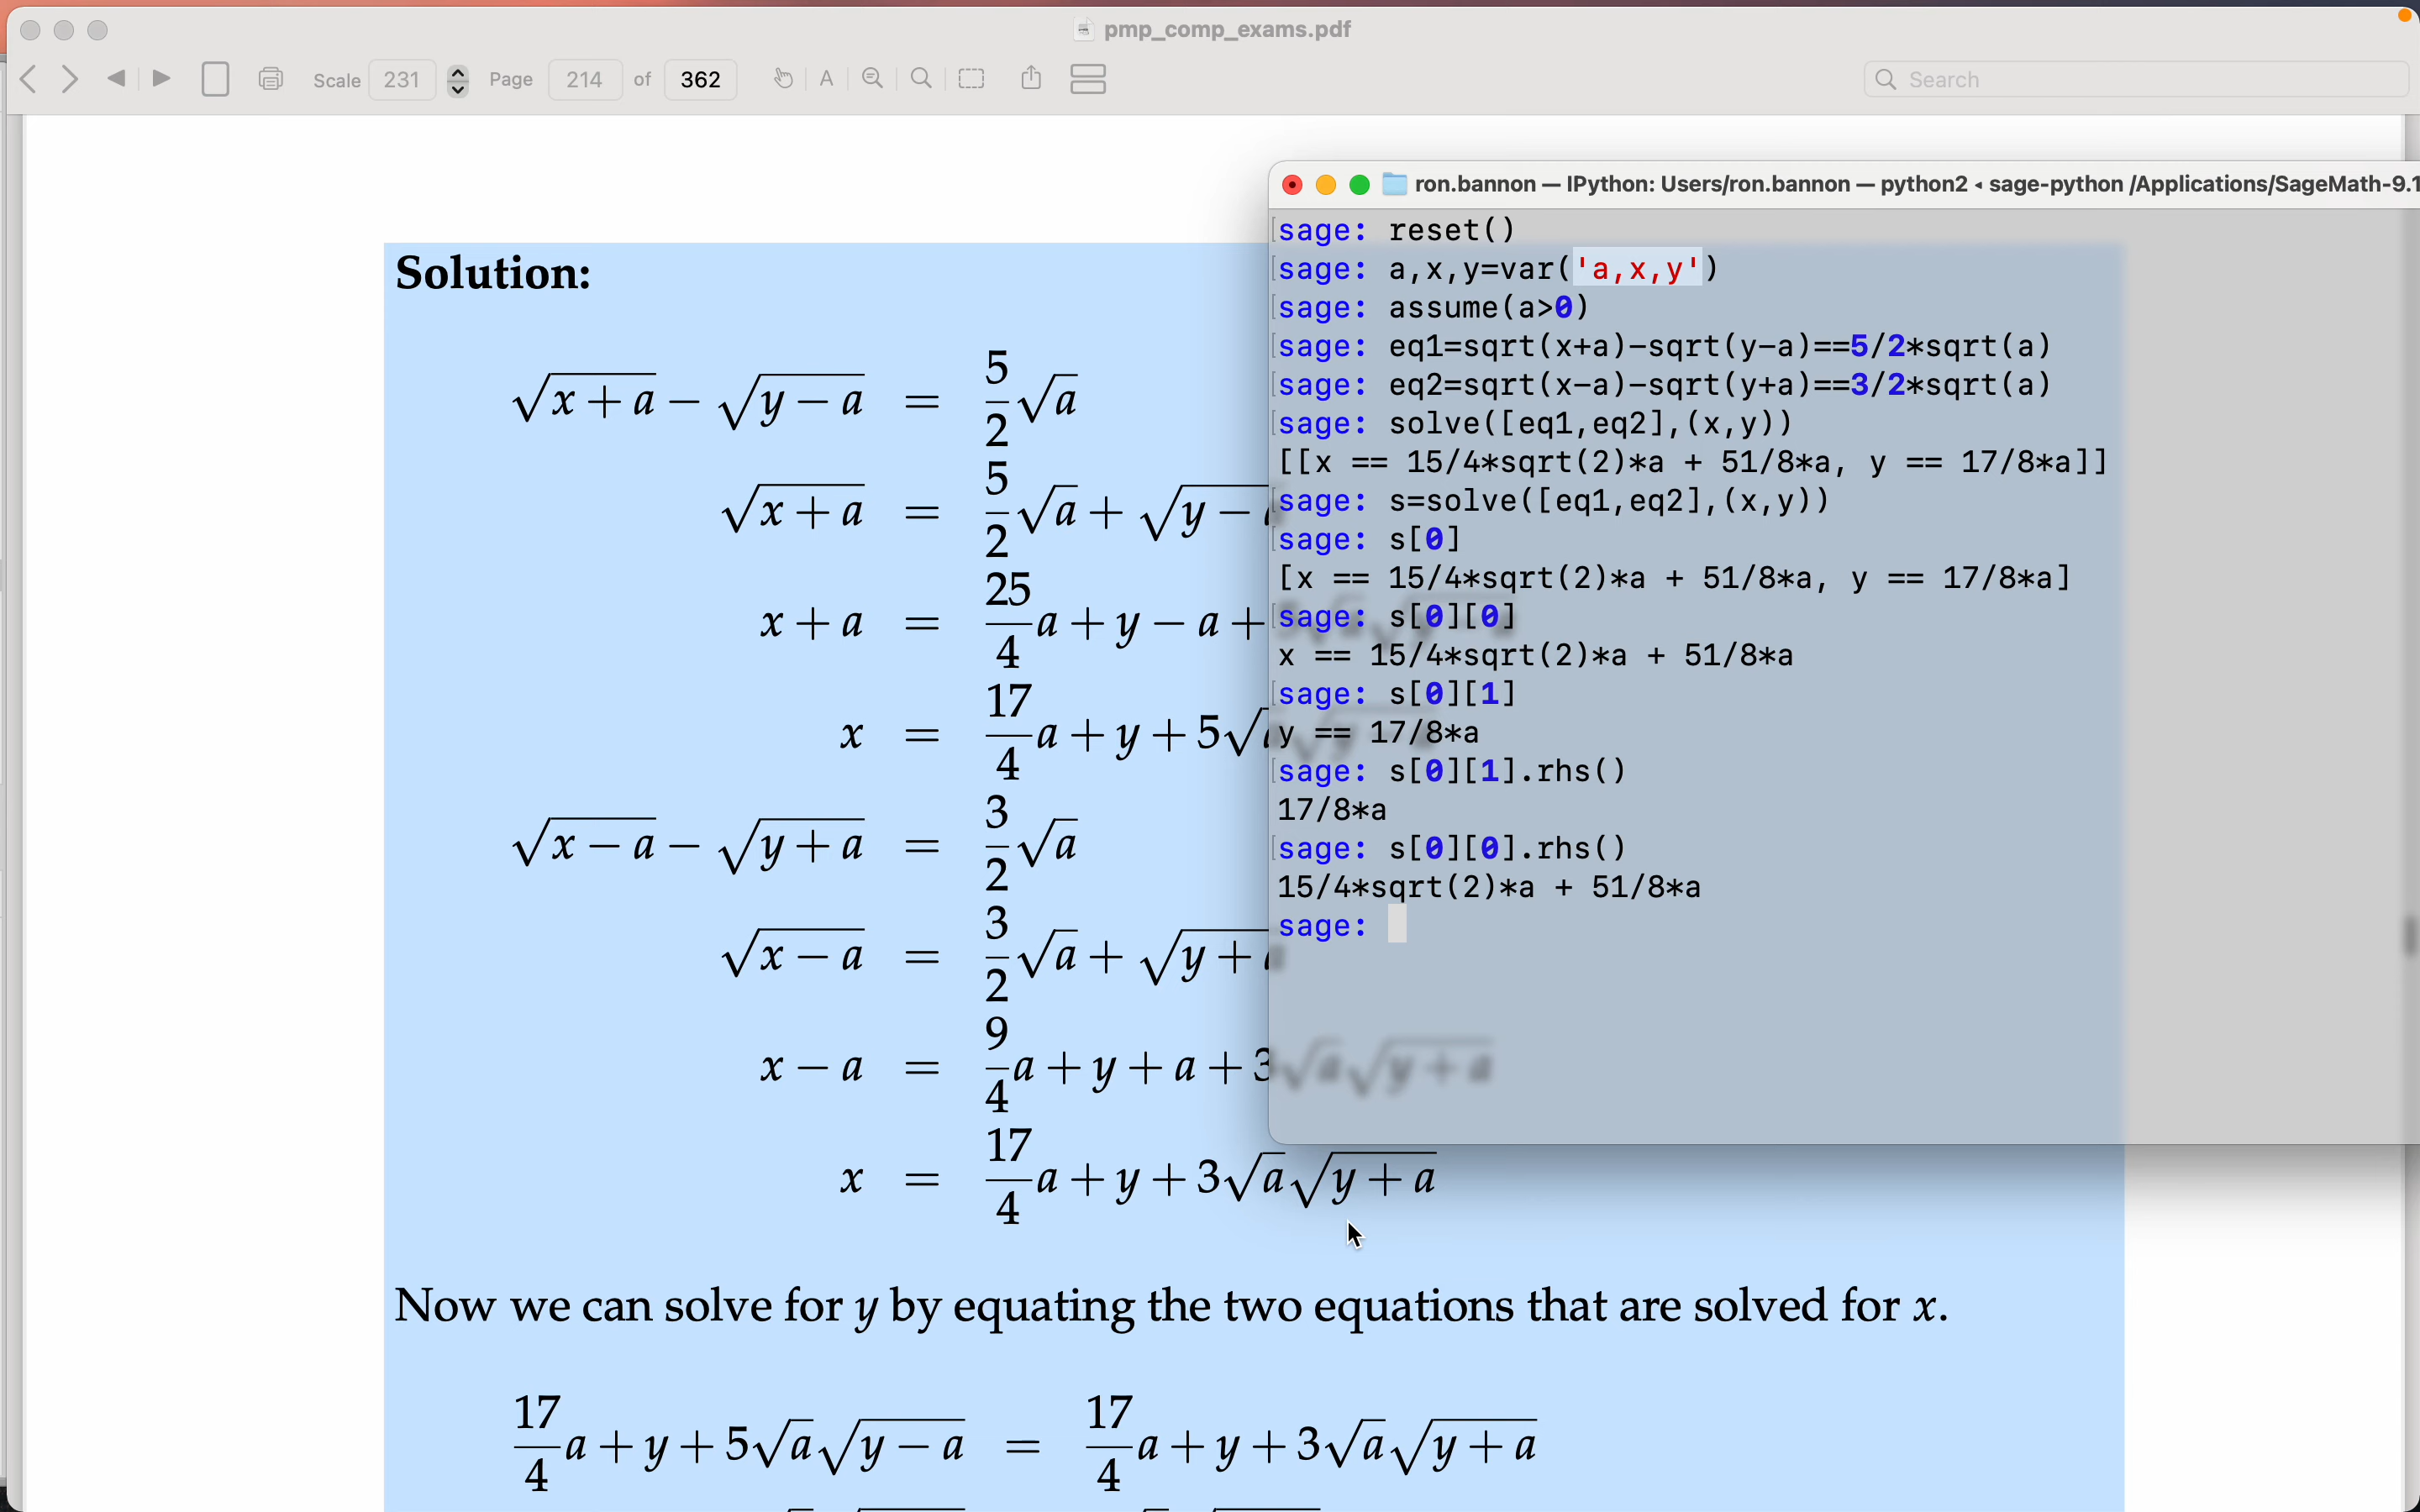 pmp_comp_exams.pdf
Scale 231 Page 214 of 362 A Search
Solution:
√x + a − √y − a = 5/2 √a
√x + a = 5/2 √a + √y −
x + a = 25/4 a + y − a +
x = 17/4 a + y + 5√
√x − a − √y + a = 3/2 √a
√x − a = 3/2 √a + √y +
x − a = 9/4 a + y + a + 3√a√y + a
x = 17/4 a + y + 3√a√y + a
Now we can solve for y by equating the two equations that are solved for x.
17/4 a + y + 5√a√y − a = 17/4 a + y + 3√a√y + a
ron.bannon — IPython: Users/ron.bannon — python2 ◂ sage-python /Applications/SageMath-9.1
sage: reset()
sage: a,x,y=var('a,x,y')
sage: assume(a>0)
sage: eq1=sqrt(x+a)-sqrt(y-a)==5/2*sqrt(a)
sage: eq2=sqrt(x-a)-sqrt(y+a)==3/2*sqrt(a)
sage: solve([eq1,eq2],(x,y))
[[x == 15/4*sqrt(2)*a + 51/8*a, y == 17/8*a]]
sage: s=solve([eq1,eq2],(x,y))
sage: s[0]
[x == 15/4*sqrt(2)*a + 51/8*a, y == 17/8*a]
sage: s[0][0]
x == 15/4*sqrt(2)*a + 51/8*a
sage: s[0][1]
y == 17/8*a
sage: s[0][1].rhs()
17/8*a
sage: s[0][0].rhs()
15/4*sqrt(2)*a + 51/8*a
sage: